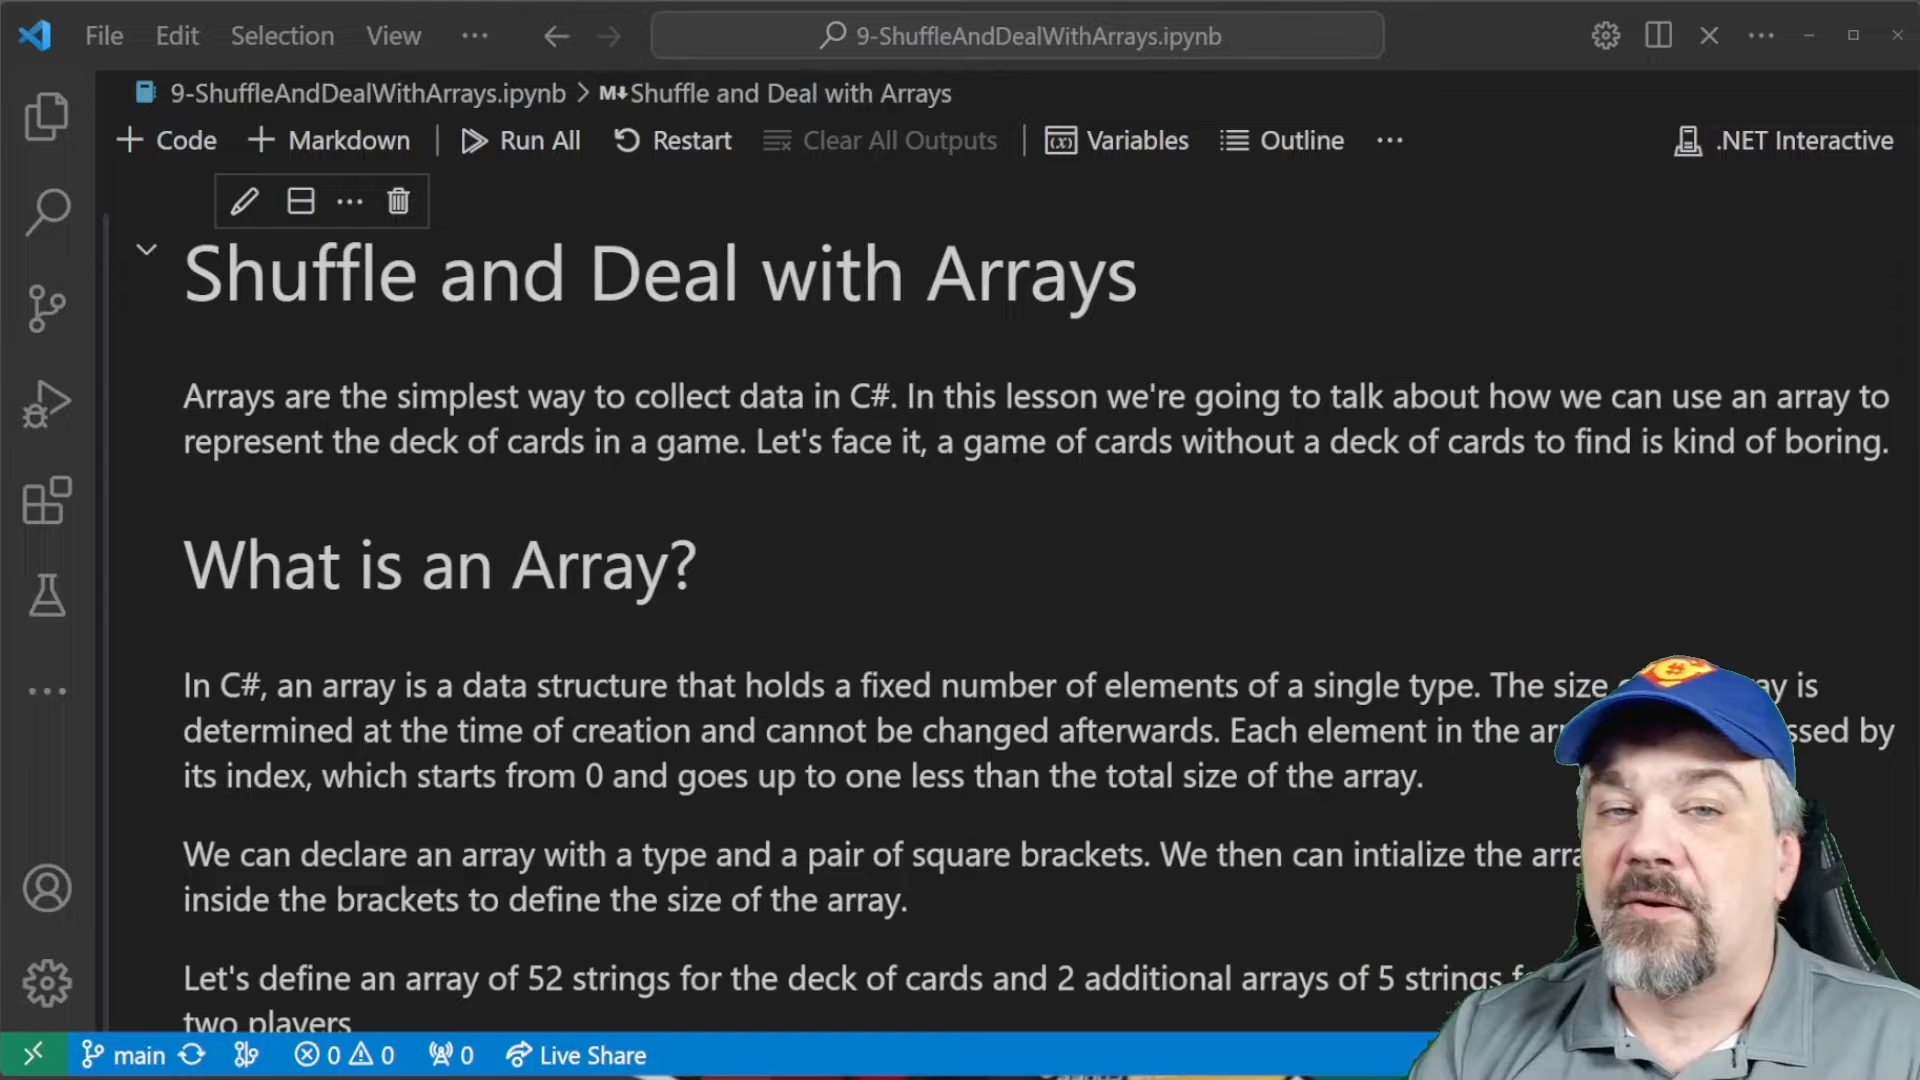 File Edit Selection View ··· 9-ShuffleAndDealWithArrays.ipynb
9-ShuffleAndDealWithArrays.ipynb > M↓Shuffle and Deal with Arrays
+ Code + Markdown Run All Restart Clear All Outputs (x) Variables Outline ··· .NET Interactive
Shuffle and Deal with Arrays
Arrays are the simplest way to collect data in C#. In this lesson we're going to talk about how we can use an array to
represent the deck of cards in a game. Let's face it, a game of cards without a deck of cards to find is kind of boring.
What is an Array?
In C#, an array is a data structure that holds a fixed number of elements of a single type. The size is
determined at the time of creation and cannot be changed afterwards. Each element in the by
its index, which starts from 0 and goes up to one less than the total size of the array.
We can declare an array with a type and a pair of square brackets. We then can intialize the
inside the brackets to define the size of the array.
Let's define an array of 52 strings for the deck of cards and 2 additional arrays of 5 strings
two players
main 0 0 0 Live Share